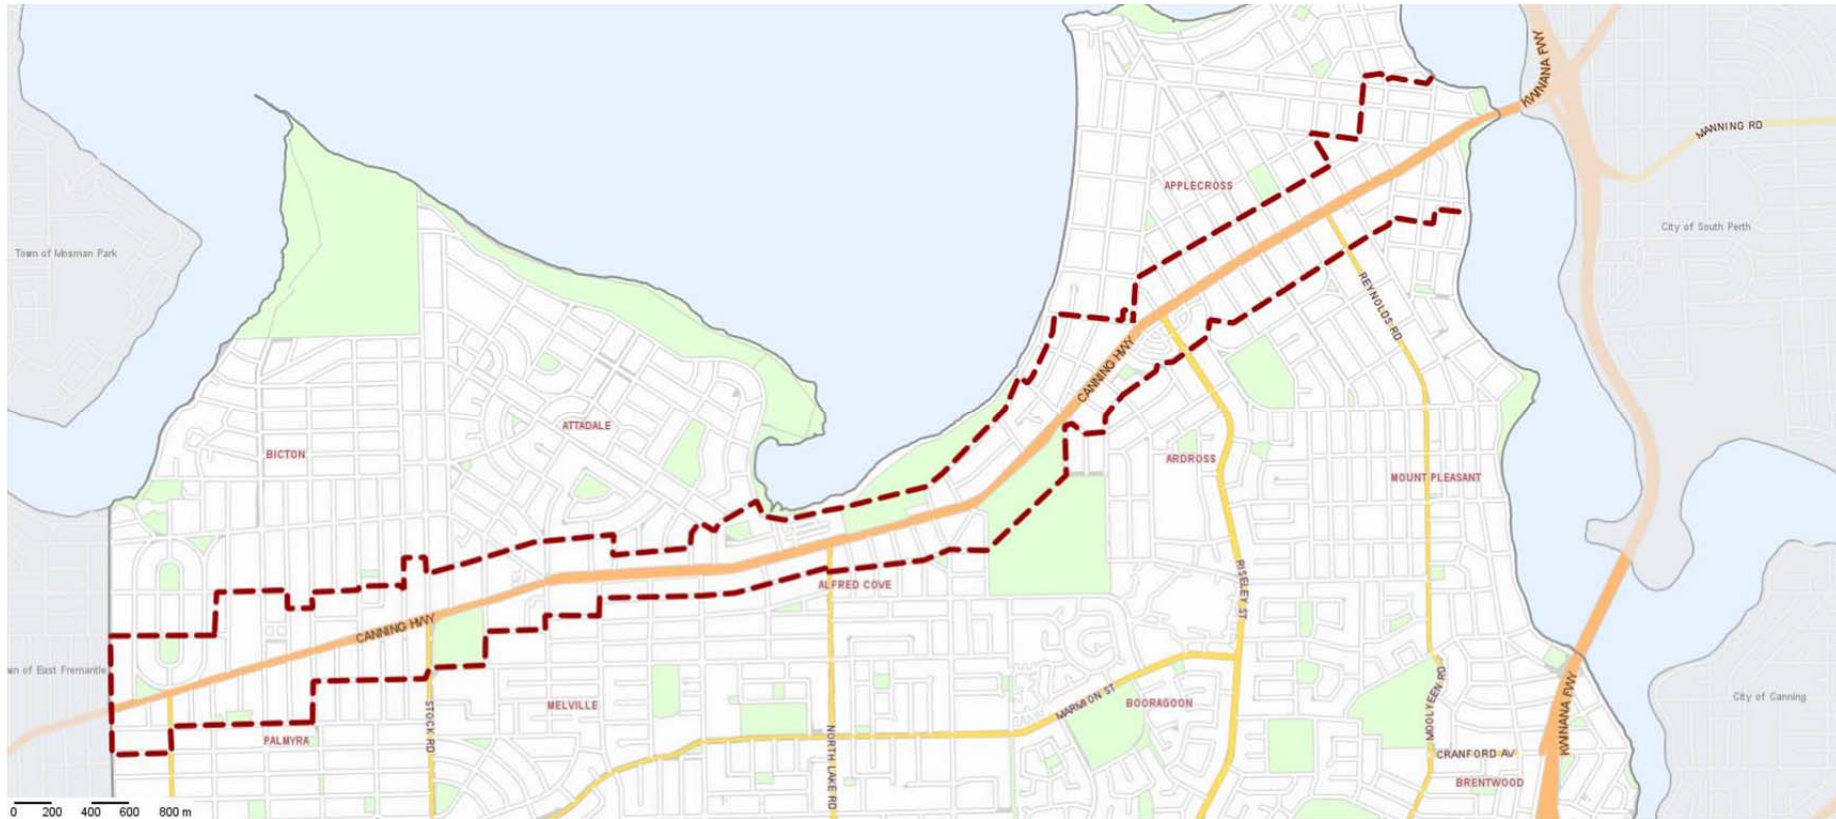 KWINANA FWY
KWINANA FWY
MANNING RD
APPLECROSS
City of South Perth
Town of Mosman Park
REYNOLDS RD
CANNING HWY
ATTADALE
BICTON
ARDROSS
MOUNT PLEASANT
RISELEY ST
ALFRED COVE
CANNING HWY
wn of East Fremantle
MELVILLE
MARMION ST
BOORAGOON
MOOLYEEN RD
KWINANA FWY
City of Canning
STOCK RD
PALMYRA
NORTH LAKE RD
CRANFORD AV
BRENTWOOD
0 200 400 600 800 m